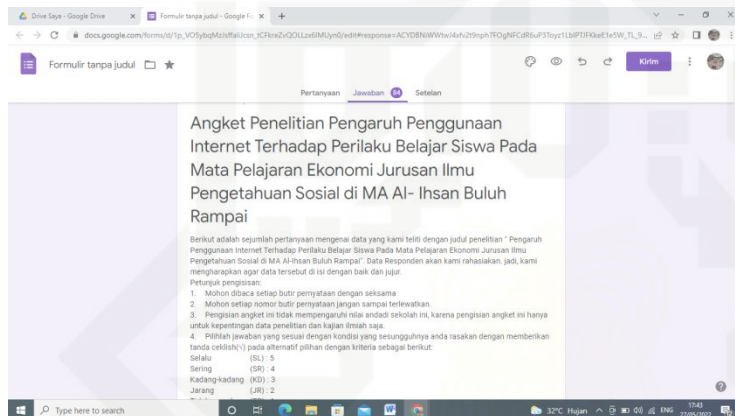 Drive Saya - Google Drive
Formulir tanpa judul - Google Fo
docs.google.com/forms/d/
Formulir tanpa judul
Kirim
Pertanyaan Jawaban 54 Setelan
Angket Penelitian Pengaruh Penggunaan
Internet Terhadap Perilaku Belajar Siswa Pada
Mata Pelajaran Ekonomi Jurusan Ilmu
Pengetahuan Sosial di MA Al- Ihsan Buluh
Rampai
Berikut adalah sejumlah pertanyaan mengenai data yang kami teliti dengan judul penelitian " Pengaruh
Penggunaan Internet Terhadap Perilaku Belajar Siswa Pada Mata Pelajaran Ekonomi Jurusan Ilmu
Pengetahuan Sosial di MA Al-Ihsan Buluh Rampai". Data Responden akan kami rahasiakan. jadi, kami
mengharapkan agar data tersebut di isi dengan baik dan jujur.
Petunjuk pengisisan:
1. Mohon dibaca setiap butir pernyataan dengan seksama
2. Mohon setiap nomor butir pernyataan jangan sampai terlewatkan.
3. Pengisian angket ini tidak mempengaruhi nilai andadi sekolah ini, karena pengisian angket ini hanya
untuk kepentingan data penelitian dan kajian ilmiah saja.
4. Pilihlah jawaban yang sesuai dengan kondisi yang sesungguhnya anda rasakan dengan memberikan
tanda ceklish(√) pada alternatif pilihan dengan kriteria sebagai berikut:
Selalu (SL) : 5
Sering (SR) : 4
Kadang-kadang (KD) : 3
Jarang (JR) : 2
Type here to search
32°C Hujan
ENG
17:43
27/05/2022